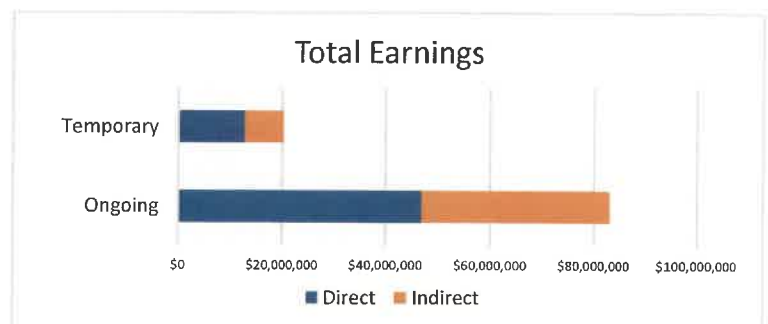 Total Earnings
Temporary
Ongoing
$0 $20,000,000 $40,000,000 $60,000,000 $80,000,000 $100,000,000
Direct Indirect